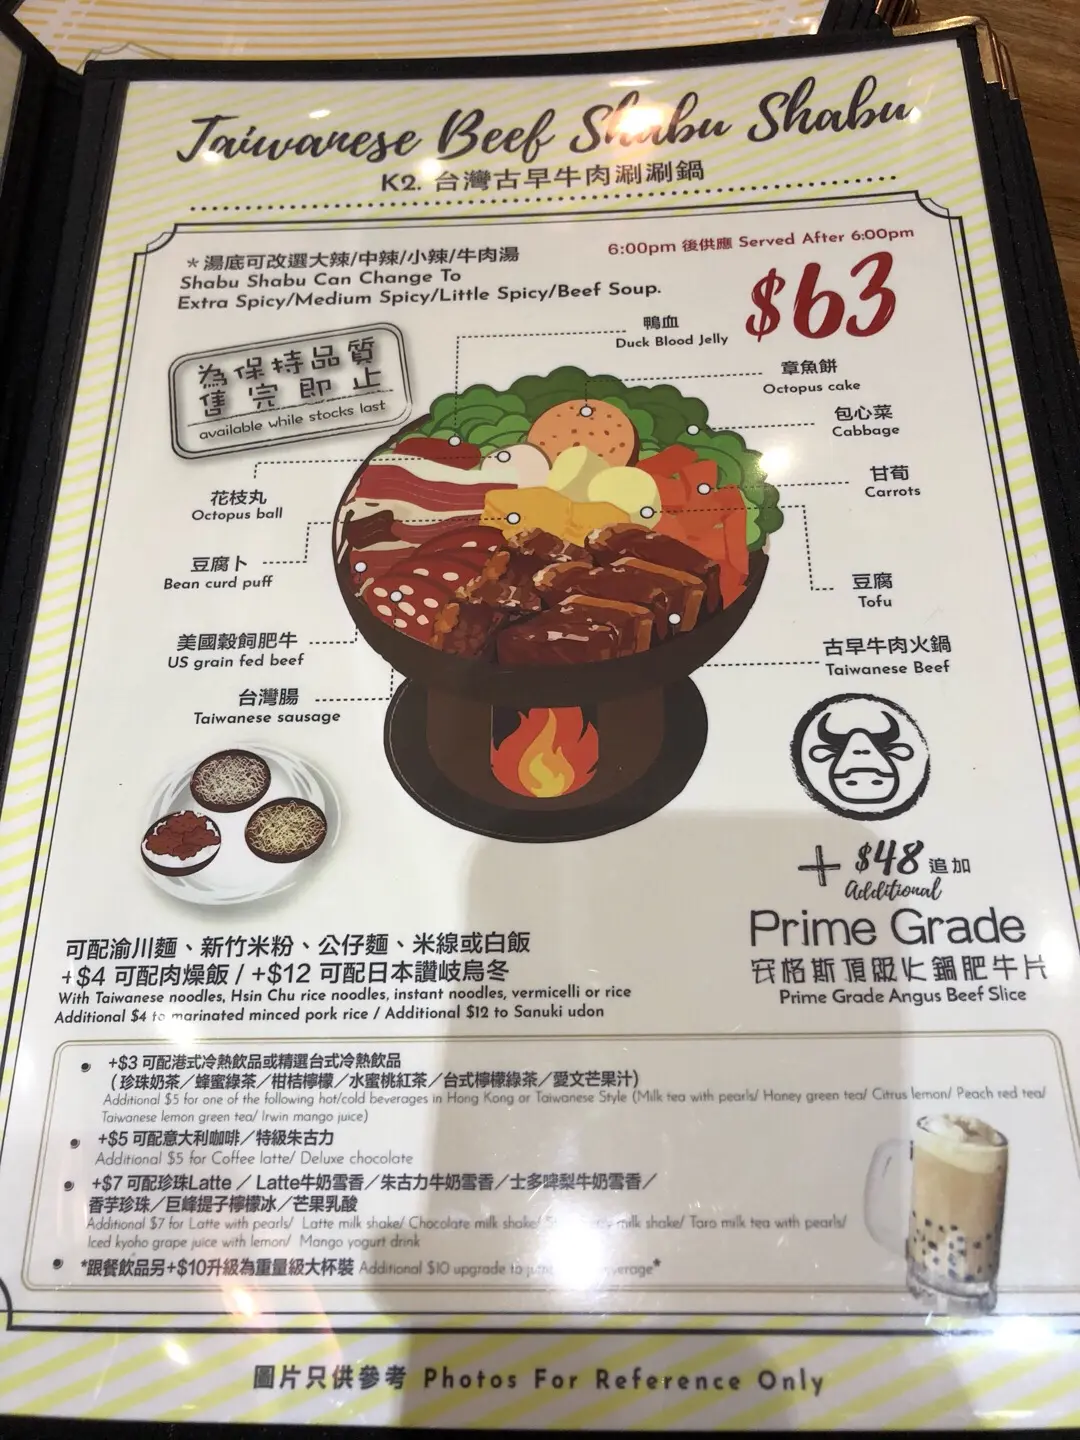 Taiwanese Beef Shabu Shabu
K2. 台灣古早牛肉涮涮鍋
*湯底可改選大辣/中辣/小辣/牛肉湯
Shabu Shabu Can Change To
Extra Spicy/Medium Spicy/Little Spicy/Beef Soup.
6:00pm 後供應 Served After 6:00pm
$63
為保持品質
售完即止
available while stocks last
鴨血
Duck Blood Jelly
章魚餅
Octopus cake
包心菜
Cabbage
甘筍
Carrots
花枝丸
Octopus ball
豆腐卜
Bean curd puff
豆腐
Tofu
美國穀飼肥牛
US grain fed beef
古早牛肉火鍋
Taiwanese Beef
台灣腸
Taiwanese sausage
+ $48 追加
Additional
Prime Grade
安格斯頂級火鍋肥牛片
Prime Grade Angus Beef Slice
可配渝川麵、新竹米粉、公仔麵、米線或白飯
+$4 可配肉燥飯 / +$12 可配日本讚岐烏冬
With Taiwanese noodles, Hsin Chu rice noodles, instant noodles, vermicelli or rice
Additional $4 to marinated minced pork rice / Additional $12 to Sanuki udon
+$3 可配港式冷熱飲品或精選台式冷熱飲品
(珍珠奶茶/蜂蜜綠茶/柑桔檸檬/水蜜桃紅茶/台式檸檬綠茶/愛文芒果汁)
Additional $5 for one of the following hot/cold beverages in Hong Kong or Taiwanese Style (Milk tea with pearls/ Honey green tea/ Citrus lemon/ Peach red tea/
Taiwanese lemon green tea/ Irwin mango juice)
+$5 可配意大利咖啡/特級朱古力
Additional $5 for Coffee latte/ Deluxe chocolate
+$7 可配珍珠Latte / Latte牛奶雪香/朱古力牛奶雪香/士多啤梨牛奶雪香/
香芋珍珠/巨峰提子檸檬冰/芒果乳酸
Additional $7 for Latte with pearls/ Latte milk shake/ Chocolate milk shake/ milk shake/ Taro milk tea with pearls/
Iced kyoho grape juice with lemon/ Mango yogurt drink
*跟餐飲品另+$10升級為重量級大杯裝 Additional $10 upgrade to
圖片只供參考 Photos For Reference Only